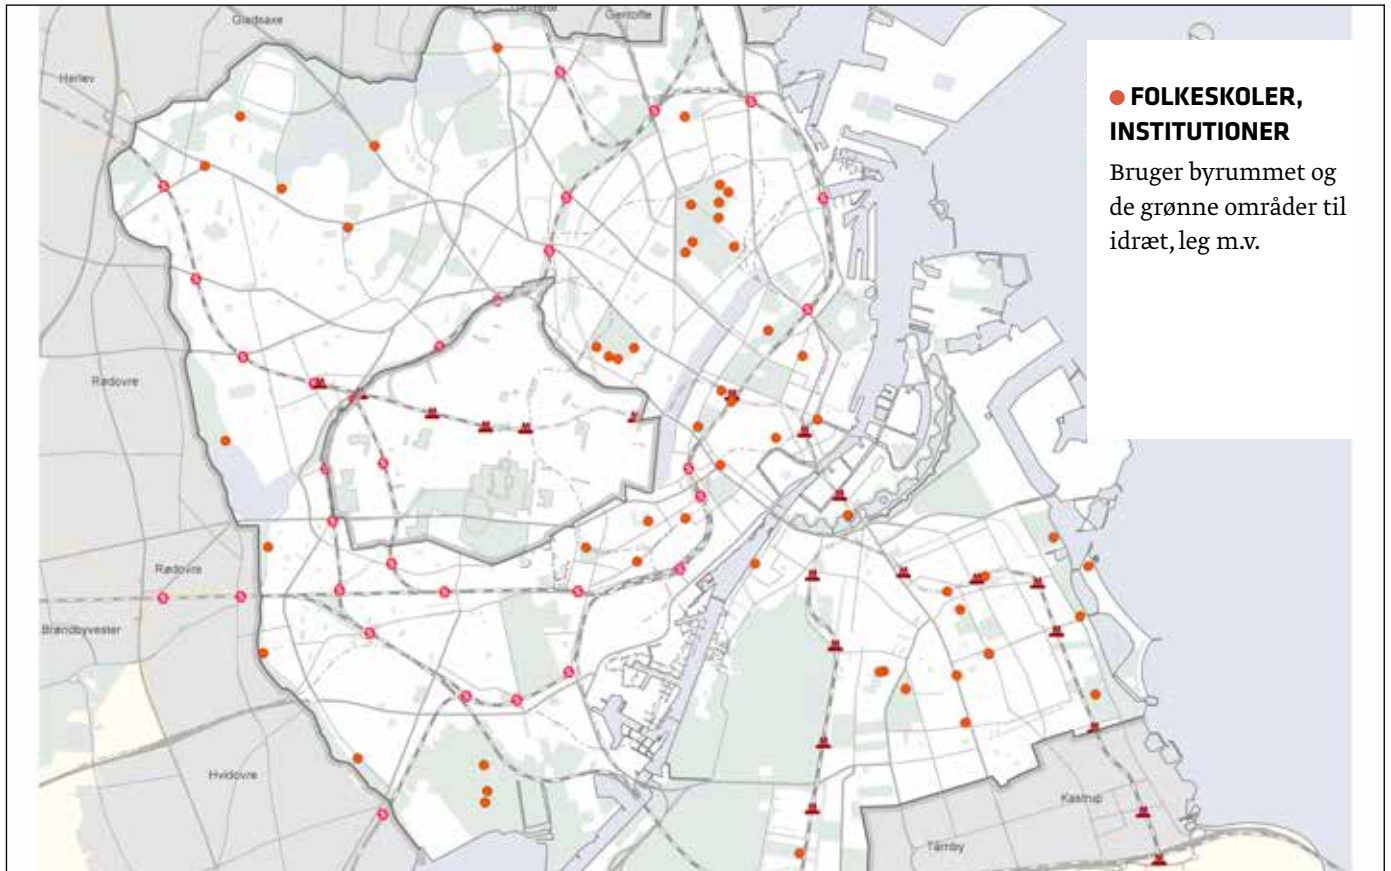 Gladsaxe
Gentofte
Herlev
● FOLKESKOLER,
INSTITUTIONER
Bruger byrummet og
de grønne områder til
idræt, leg m.v.
Rødovre
Rødovre
Brøndbyvester
Hvidovre
Kastrup
Tårnby